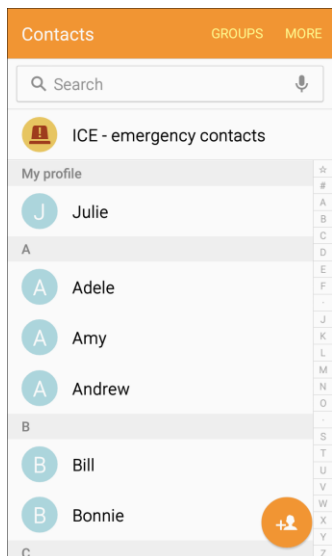 Contacts GROUPS MORE
Search
ICE - emergency contacts
My profile
J Julie
A
A Adele
A Amy
A Andrew
B
B Bill
B Bonnie
C
☆
#
A
B
C
D
E
F
·
J
K
L
M
N
O
·
S
T
U
V
W
X
Y
Z